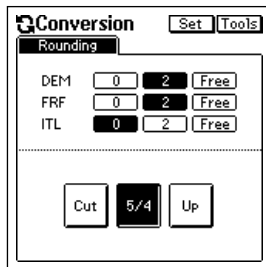 Conversion Set Tools
Rounding
DEM 0 2 Free
FRF 0 2 Free
ITL 0 2 Free
Cut 5/4 Up